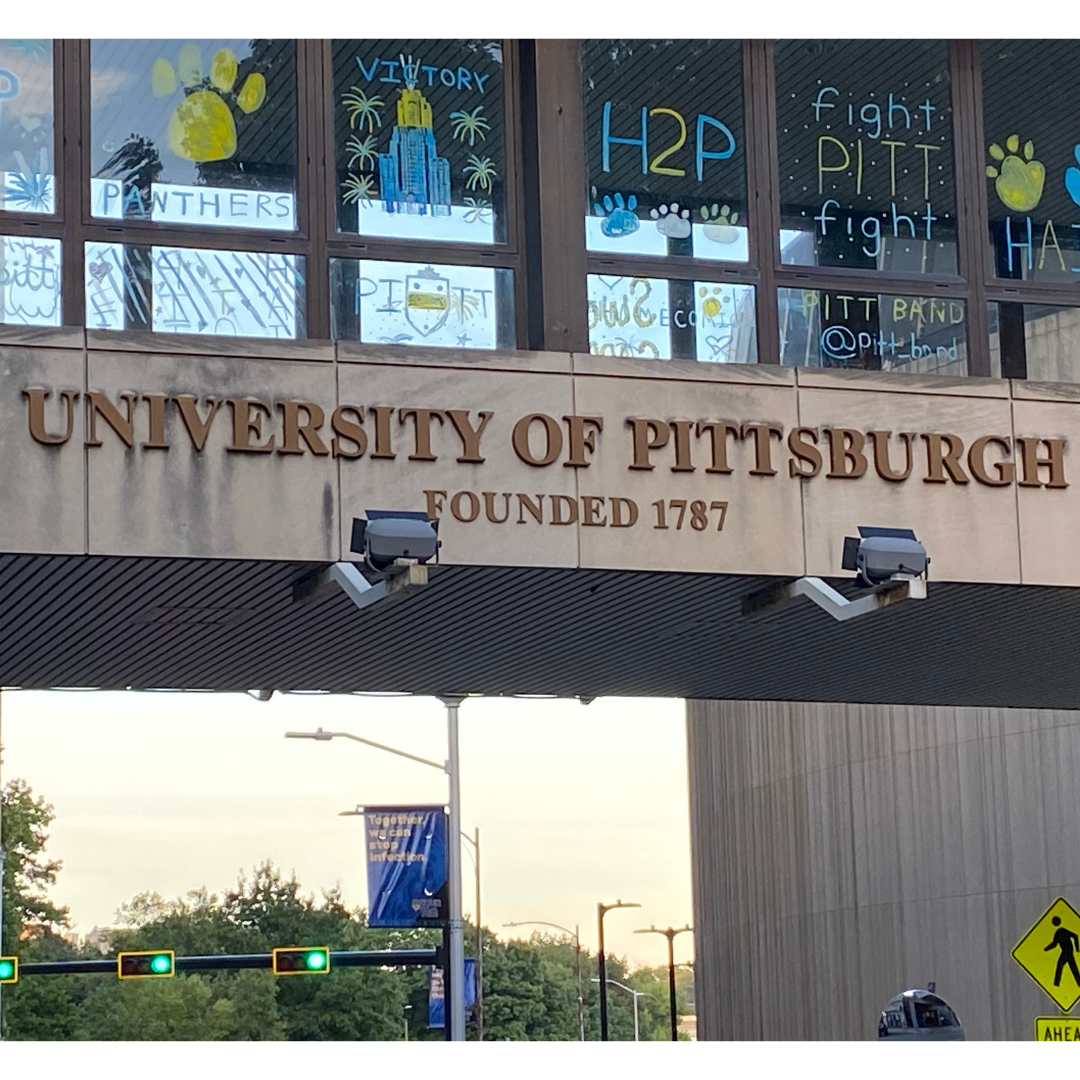 VICTORY
PANTHERS
H2P
fight
PITT
fight
PITT
PITT BAND
@pitt_band
UNIVERSITY OF PITTSBURGH
FOUNDED 1787
Together,
we can
stop
infection.
AHEA